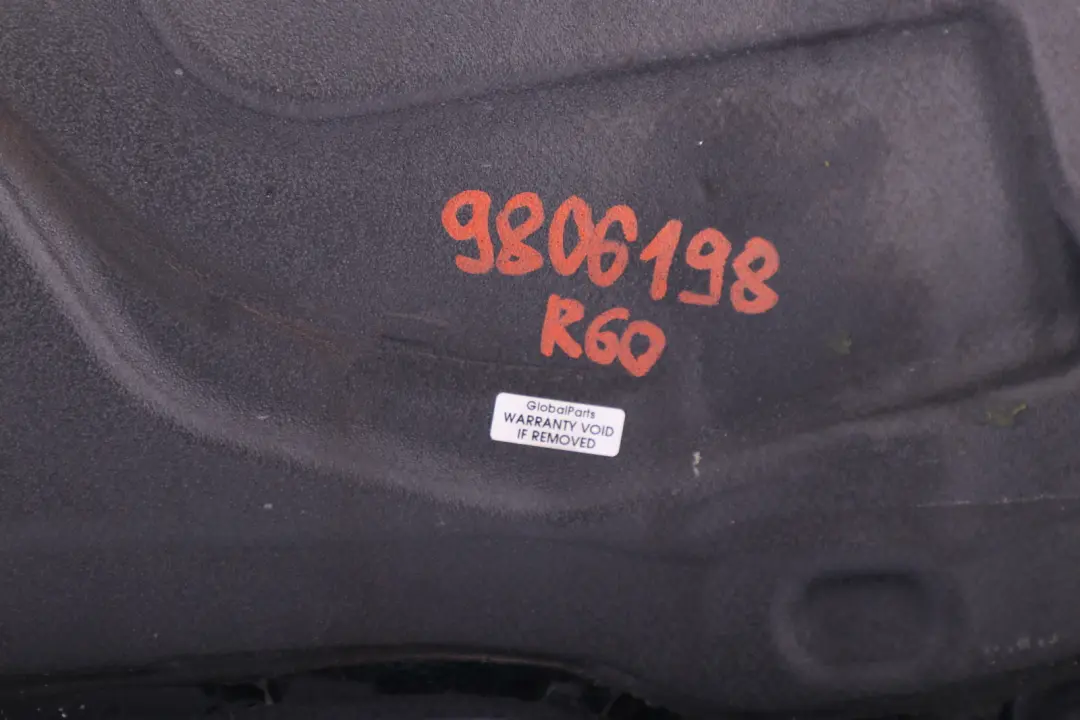 9806198
R60
GlobalParts
WARRANTY VOID
IF REMOVED